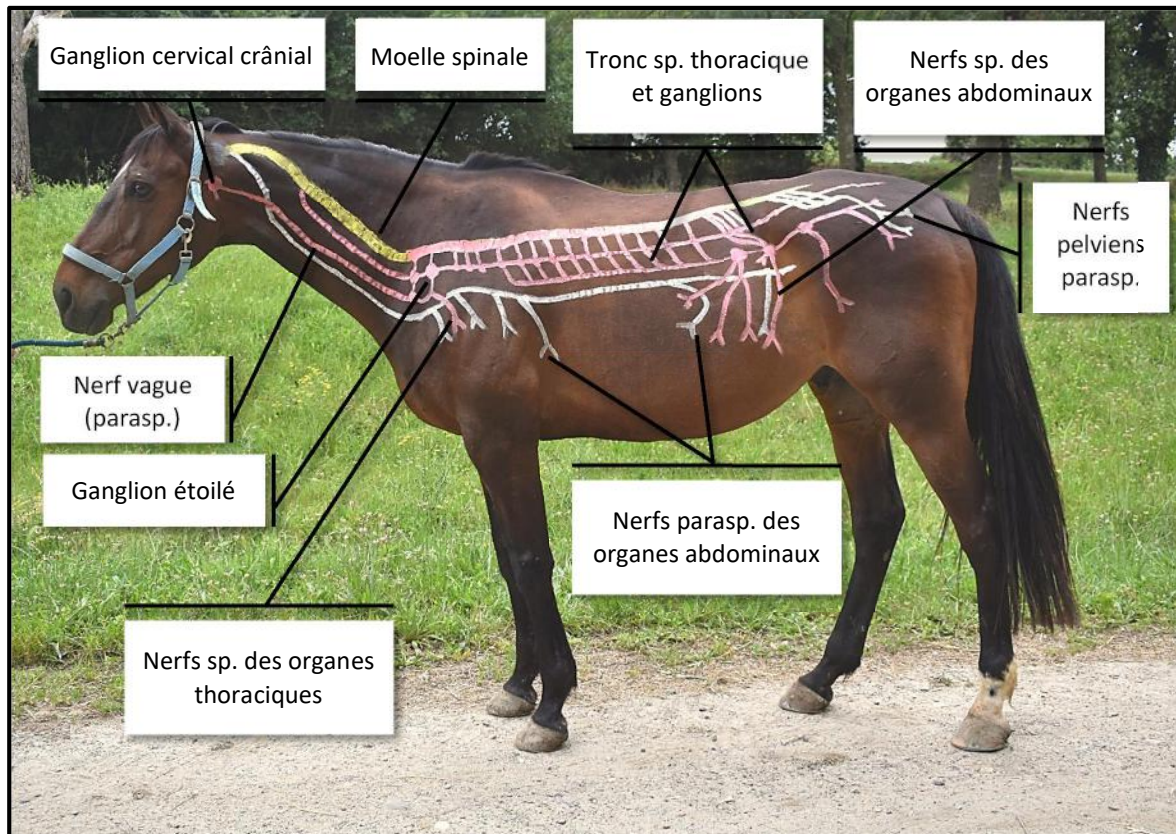 Ganglion cervical crânial
Moelle spinale
Tronc sp. thoracique
et ganglions
Nerfs sp. des
organes abdominaux
Nerfs
pelviens
parasp.
Nerf vague
(parasp.)
Ganglion étoilé
Nerfs parasp. des
organes abdominaux
Nerfs sp. des organes
thoraciques